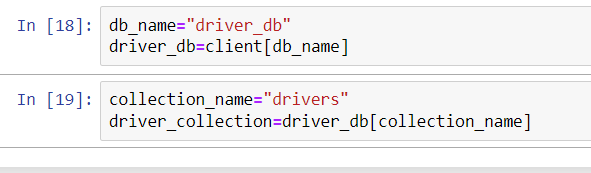 In [18]: db_name="driver_db"
driver_db=client[db_name]
In [19]: collection_name="drivers"
driver_collection=driver_db[collection_name]